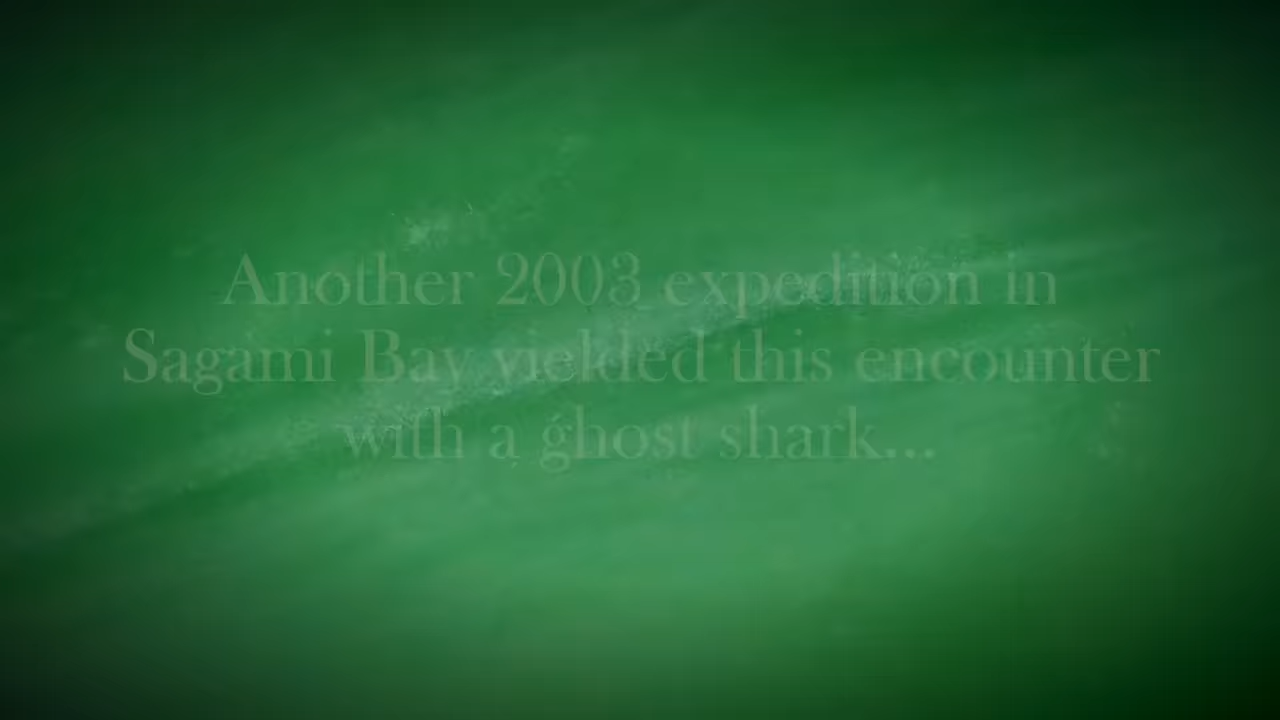 Another 2003 expedition in
Sagami Bay yielded this encounter
with a ghost shark...